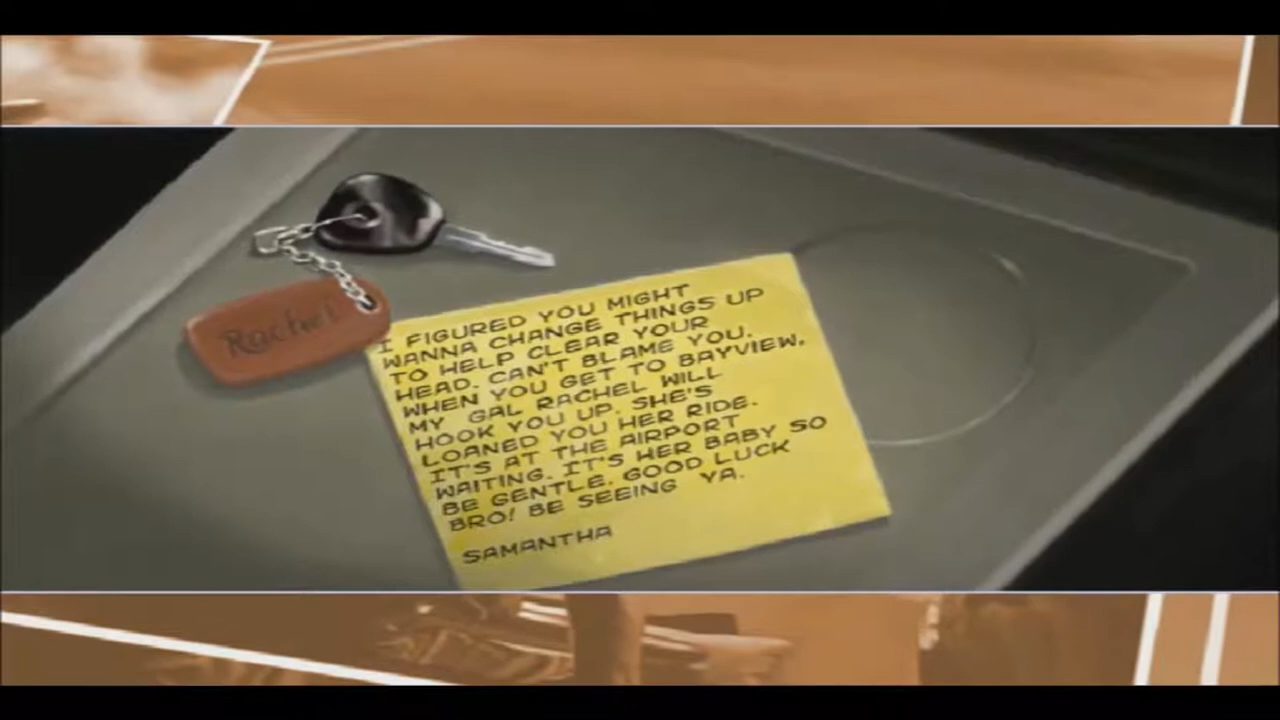 Rachel
I FIGURED YOU MIGHT
WANNA CHANGE THINGS UP
TO HELP CLEAR YOUR
HEAD. CAN'T BLAME YOU.
WHEN YOU GET TO BAYVIEW,
MY GAL RACHEL WILL
HOOK YOU UP. SHE'S
LOANED YOU HER RIDE.
IT'S AT THE AIRPORT
WAITING. IT'S HER BABY SO
BE GENTLE. GOOD LUCK
BRO! BE SEEING YA.
SAMANTHA